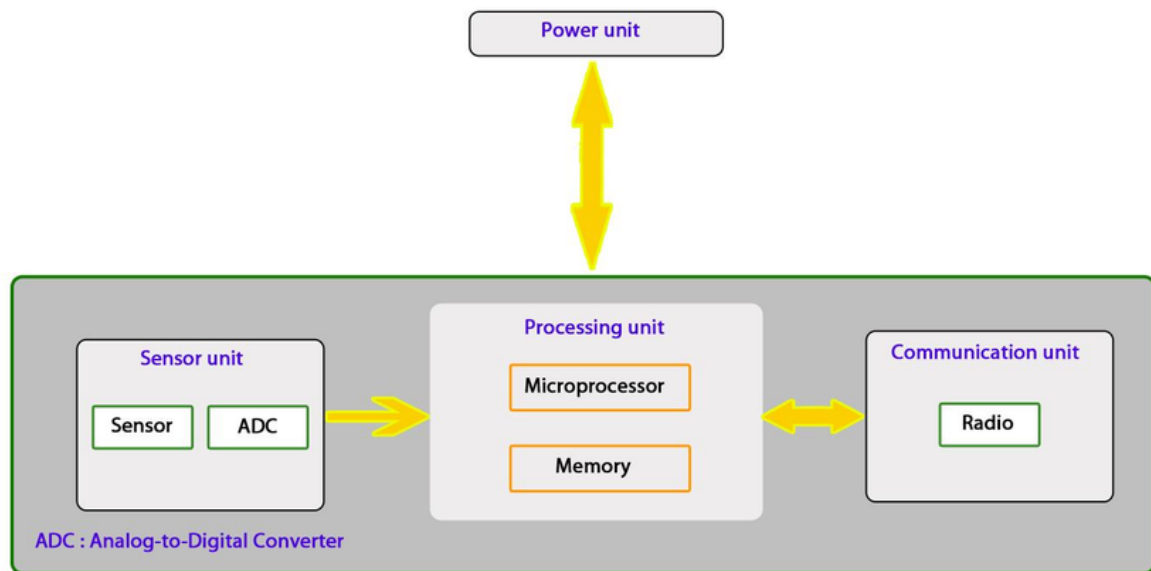 Power unit
Processing unit
Sensor unit
Communication unit
Microprocessor
Sensor
ADC
Radio
Memory
ADC : Analog-to-Digital Converter